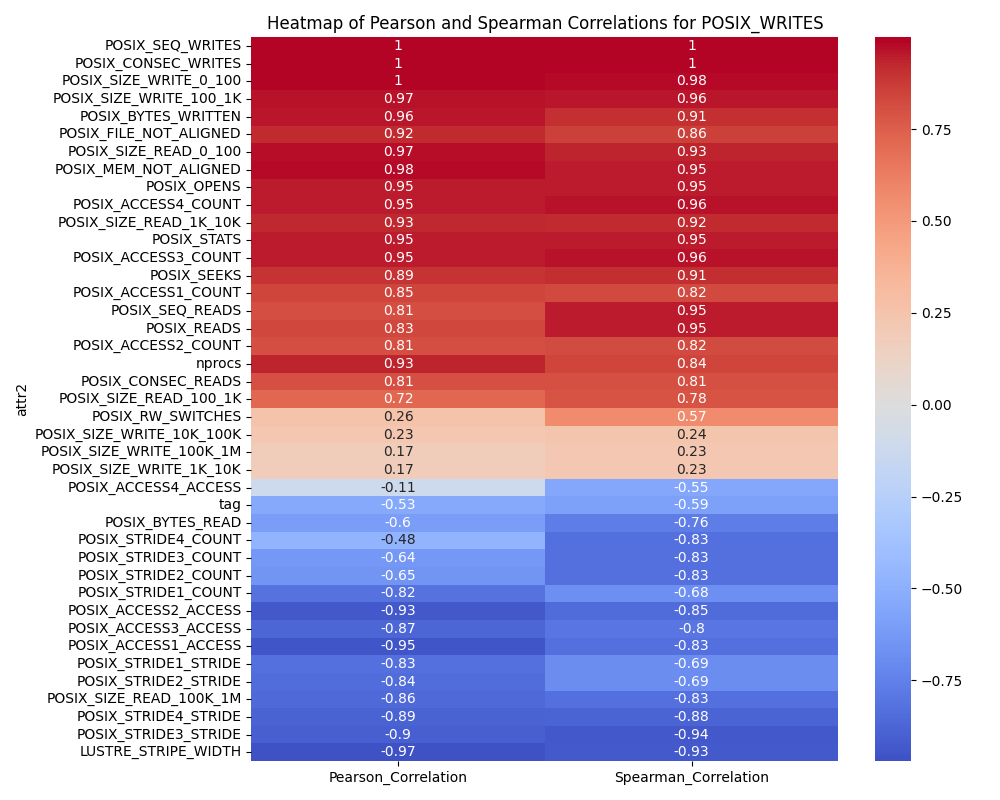 Heatmap of Pearson and Spearman Correlations for POSIX_WRITES
POSIX_SEQ_WRITES 1 1
POSIX_CONSEC_WRITES 1 1
POSIX_SIZE_WRITE_0_100 1 0.98
POSIX_SIZE_WRITE_100_1K 0.97 0.96
POSIX_BYTES_WRITTEN 0.96 0.91
POSIX_FILE_NOT_ALIGNED 0.92 0.86
POSIX_SIZE_READ_0_100 0.97 0.93
POSIX_MEM_NOT_ALIGNED 0.98 0.95
POSIX_OPENS 0.95 0.95
POSIX_ACCESS4_COUNT 0.95 0.96
POSIX_SIZE_READ_1K_10K 0.93 0.92
POSIX_STATS 0.95 0.95
POSIX_ACCESS3_COUNT 0.95 0.96
POSIX_SEEKS 0.89 0.91
POSIX_ACCESS1_COUNT 0.85 0.82
POSIX_SEQ_READS 0.81 0.95
POSIX_READS 0.83 0.95
POSIX_ACCESS2_COUNT 0.81 0.82
nprocs 0.93 0.84
POSIX_CONSEC_READS 0.81 0.81
POSIX_SIZE_READ_100_1K 0.72 0.78
POSIX_RW_SWITCHES 0.26 0.57
POSIX_SIZE_WRITE_10K_100K 0.23 0.24
POSIX_SIZE_WRITE_100K_1M 0.17 0.23
POSIX_SIZE_WRITE_1K_10K 0.17 0.23
POSIX_ACCESS4_ACCESS -0.11 -0.55
tag -0.53 -0.59
POSIX_BYTES_READ -0.6 -0.76
POSIX_STRIDE4_COUNT -0.48 -0.83
POSIX_STRIDE3_COUNT -0.64 -0.83
POSIX_STRIDE2_COUNT -0.65 -0.83
POSIX_STRIDE1_COUNT -0.82 -0.68
POSIX_ACCESS2_ACCESS -0.93 -0.85
POSIX_ACCESS3_ACCESS -0.87 -0.8
POSIX_ACCESS1_ACCESS -0.95 -0.83
POSIX_STRIDE1_STRIDE -0.83 -0.69
POSIX_STRIDE2_STRIDE -0.84 -0.69
POSIX_SIZE_READ_100K_1M -0.86 -0.83
POSIX_STRIDE4_STRIDE -0.89 -0.88
POSIX_STRIDE3_STRIDE -0.9 -0.94
LUSTRE_STRIPE_WIDTH -0.97 -0.93
Pearson_Correlation Spearman_Correlation
attr2
0.75
0.50
0.25
0.00
-0.25
-0.50
-0.75